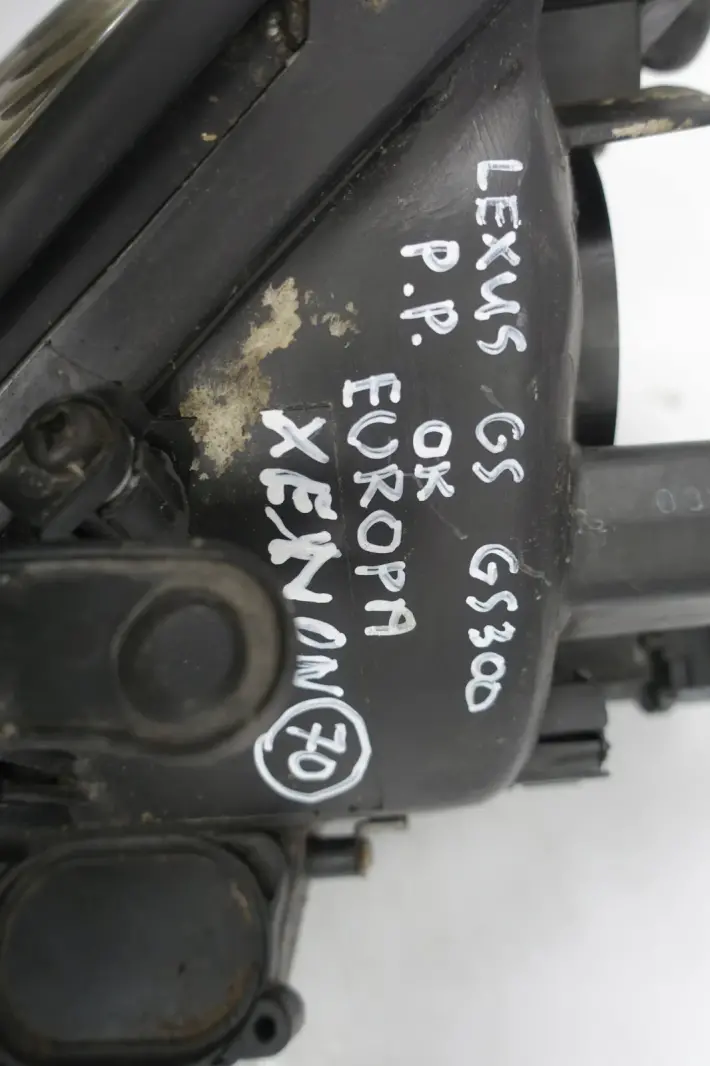 LEXUS GS GS300
P.P. OK
EUROPA
XENON 70